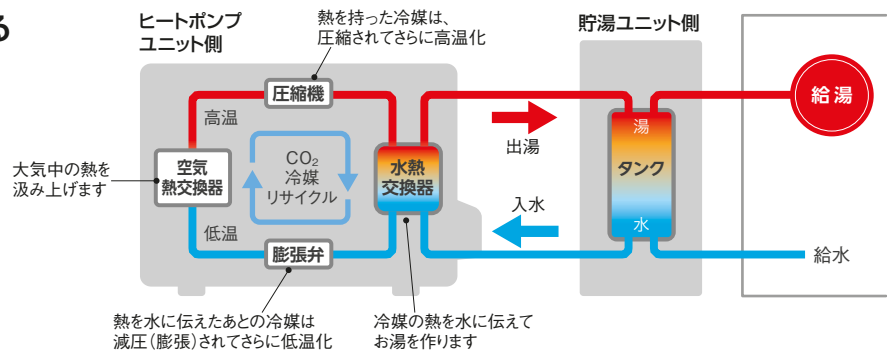 る
ヒートポンプ
ユニット側
熱を持った冷媒は、
圧縮されてさらに高温化
貯湯ユニット側
圧縮機
高温
給湯
出湯
湯
大気中の熱を
汲み上げます
空気
熱交換器
CO₂
冷媒
リサイクル
水熱
交換器
タンク
入水
低温
水
膨張弁
給水
熱を水に伝えたあとの冷媒は
減圧(膨張)されてさらに低温化
冷媒の熱を水に伝えて
お湯を作ります